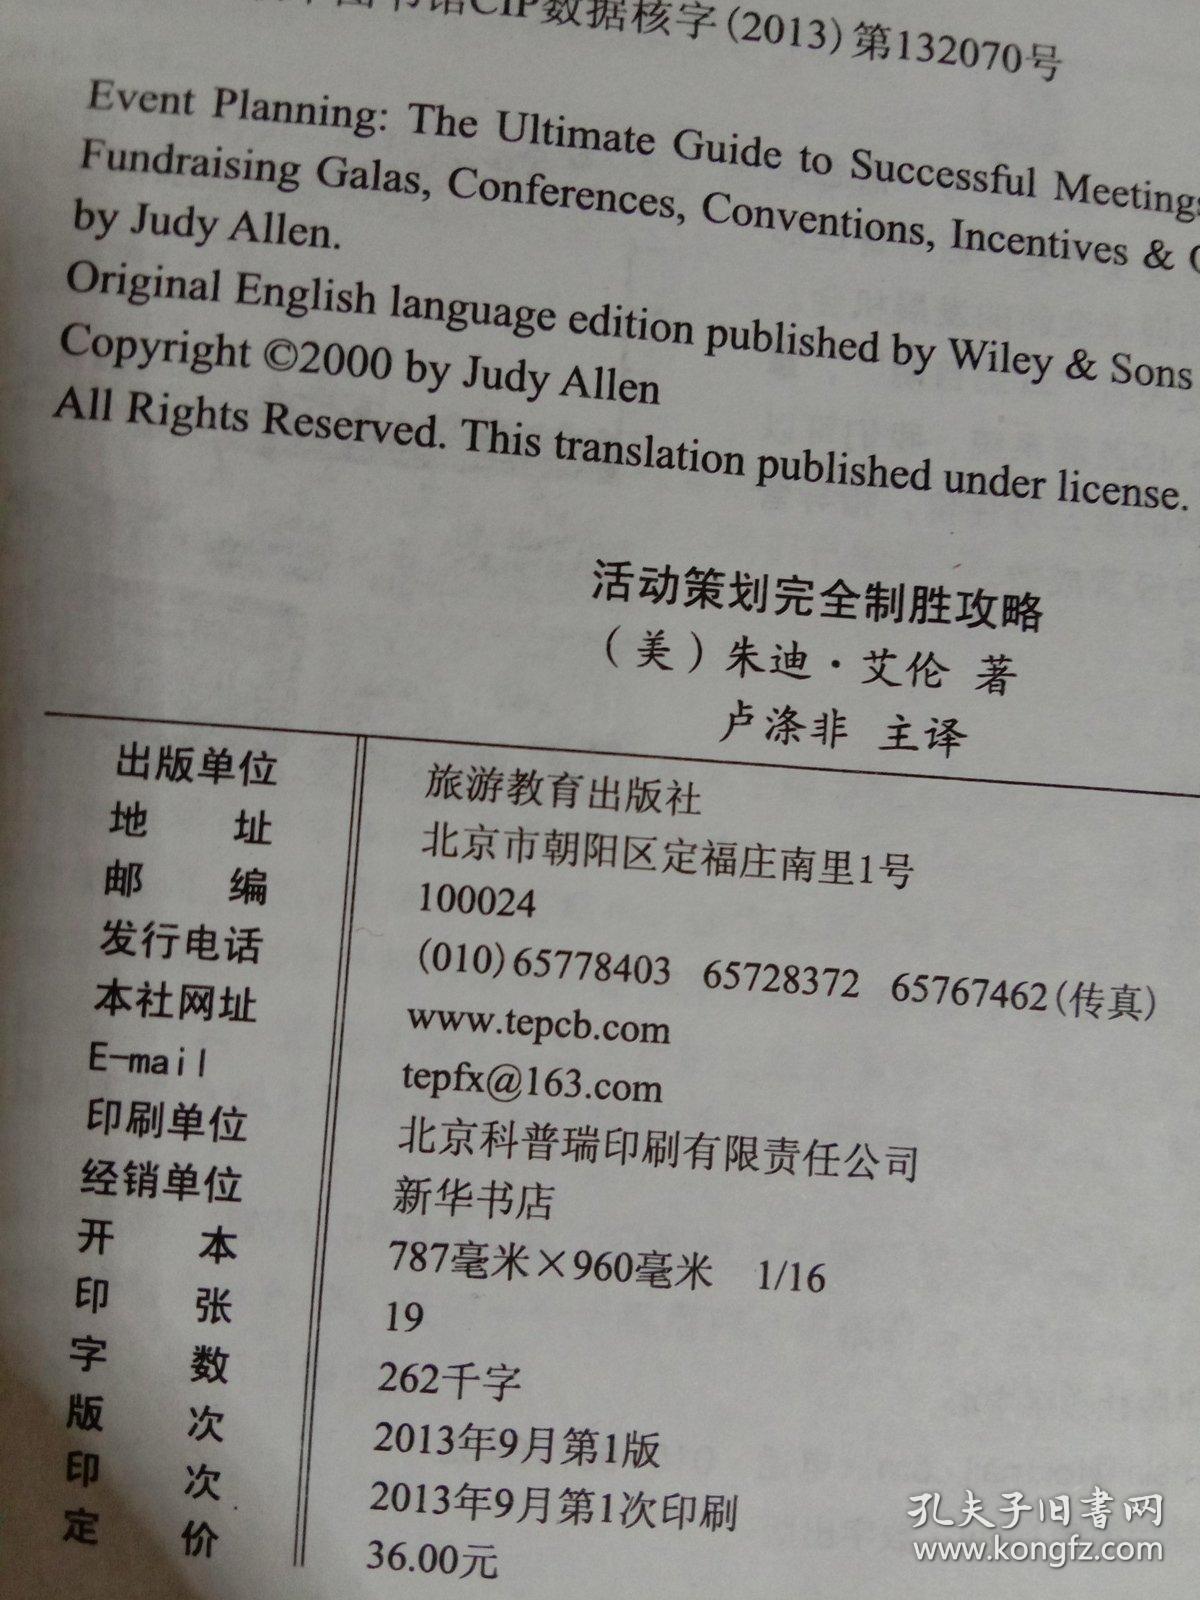 图书馆CIP数据核字(2013)第132070号
Event Planning: The Ultimate Guide to Successful Meetings
Fundraising Galas, Conferences, Conventions, Incentives &
by Judy Allen.
Original English language edition published by Wiley & Sons
Copyright ©2000 by Judy Allen
All Rights Reserved. This translation published under license.
活动策划完全制胜攻略
(美)朱迪·艾伦 著
卢涤非 主译
出版单位 旅游教育出版社
地 址 北京市朝阳区定福庄南里1号
邮 编 100024
发行电话 (010)65778403 65728372 65767462(传真)
本社网址 www.tepcb.com
E-mail tepfx@163.com
印刷单位 北京科普瑞印刷有限责任公司
经销单位 新华书店
开 本 787毫米×960毫米 1/16
印 张 19
字 数 262千字
版 次 2013年9月第1版
印 次 2013年9月第1次印刷
定 价 36.00元
孔夫子旧书网
www.kongfz.com